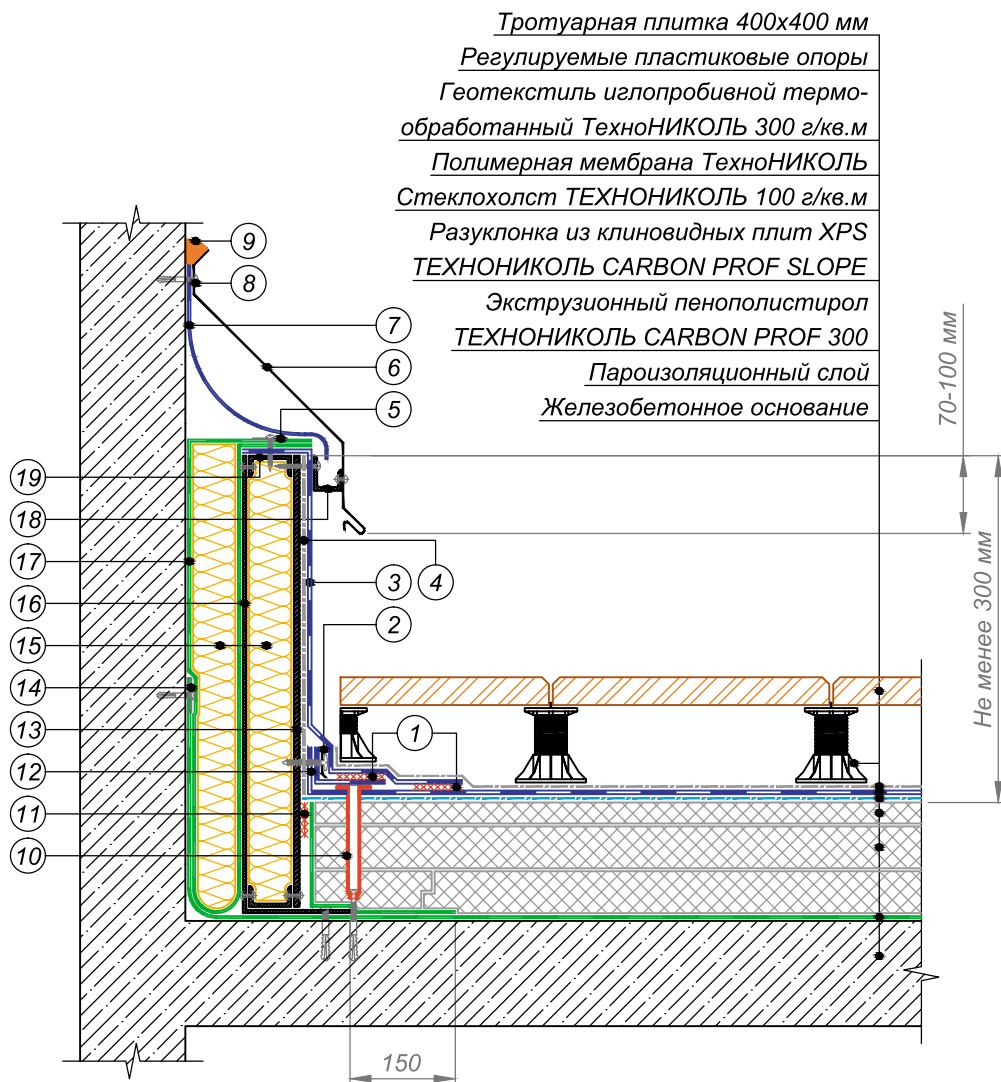 Тротуарная плитка 400х400 мм
Регулируемые пластиковые опоры
Геотекстиль иглопробивной термо-
обработанный ТехноНИКОЛЬ 300 г/кв.м
Полимерная мембрана ТехноНИКОЛЬ
Стеклохолст ТЕХНОНИКОЛЬ 100 г/кв.м
Разуклонка из клиновидных плит XPS
ТЕХНОНИКОЛЬ CARBON PROF SLOPE
Экструзионный пенополистирол
ТЕХНОНИКОЛЬ CARBON PROF 300
Пароизоляционный слой
Железобетонное основание
9
8
7
6
5
19
18
17
3
4
16
2
15
14
1
13
12
11
10
70-100 мм
Не менее 300 мм
150